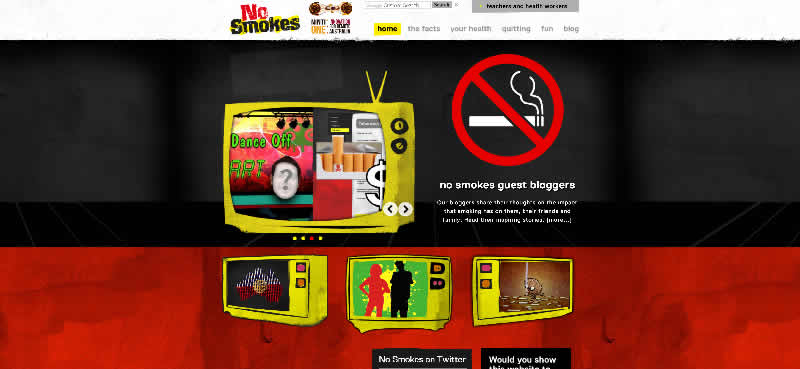 No
Smokes
Search
teachers and health workers
home
the facts
your health
quitting
fun
blog
Dance Off
ART
?
$
no smokes guest bloggers
Our bloggers share their thoughts on the impact
that smoking has on them, their friends and
family. Read their inspiring stories. [more...]
No Smokes on Twitter
Would you show
this website to